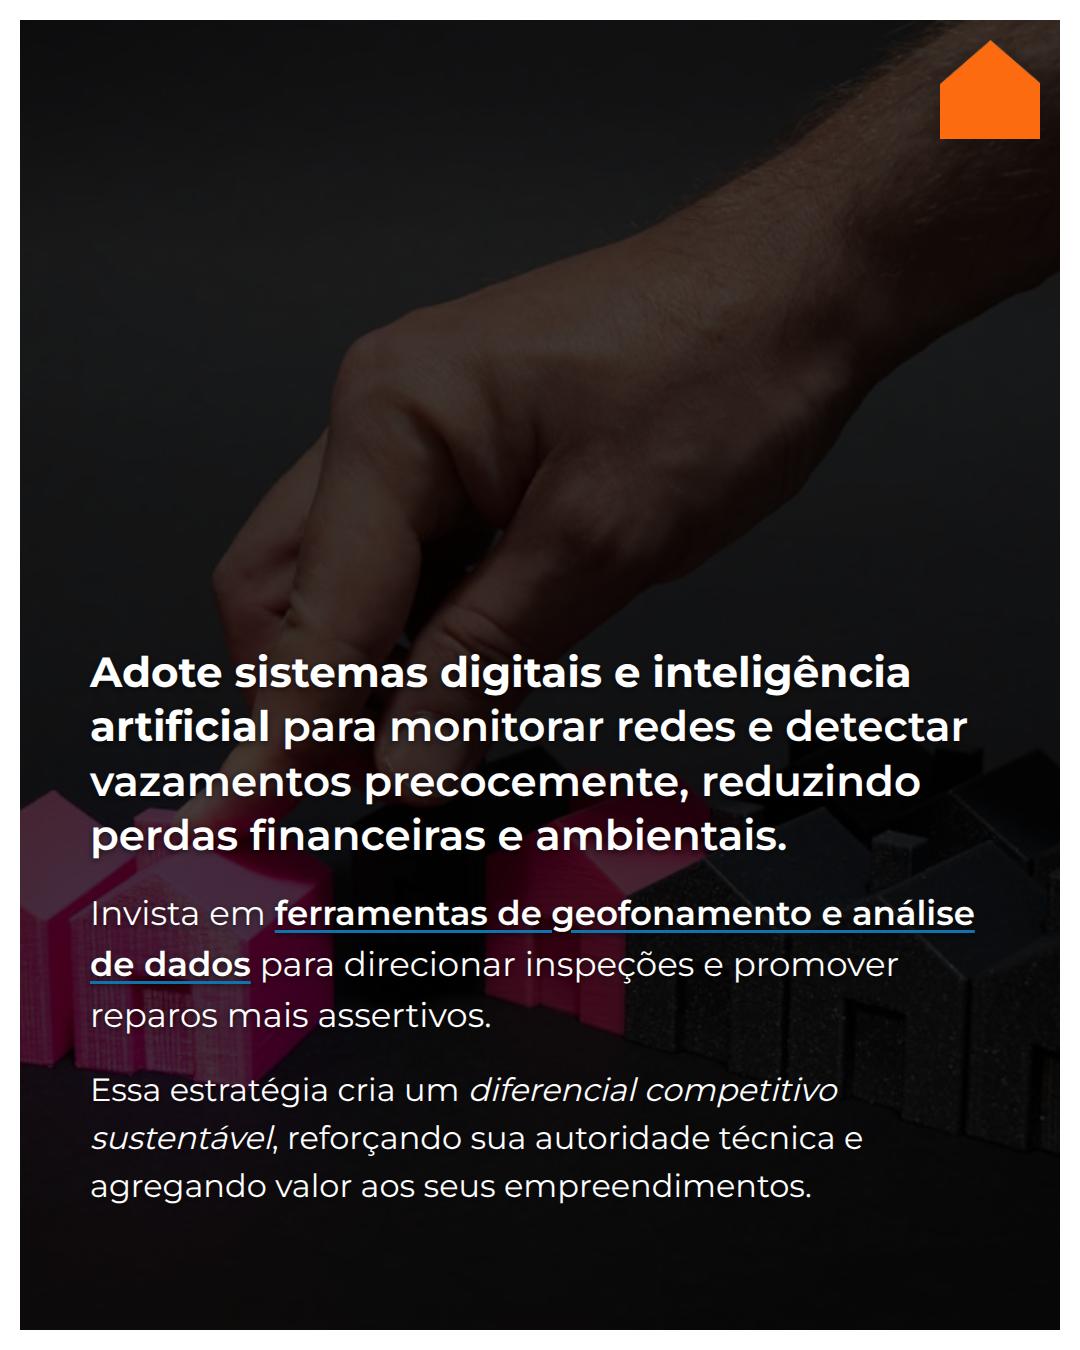 Adote sistemas digitais e inteligência
artificial para monitorar redes e detectar
vazamentos precocemente, reduzindo
perdas financeiras e ambientais.
Invista em ferramentas de geofonamento e análise
de dados para direcionar inspeções e promover
reparos mais assertivos.
Essa estratégia cria um diferencial competitivo
sustentável, reforçando sua autoridade técnica e
agregando valor aos seus empreendimentos.